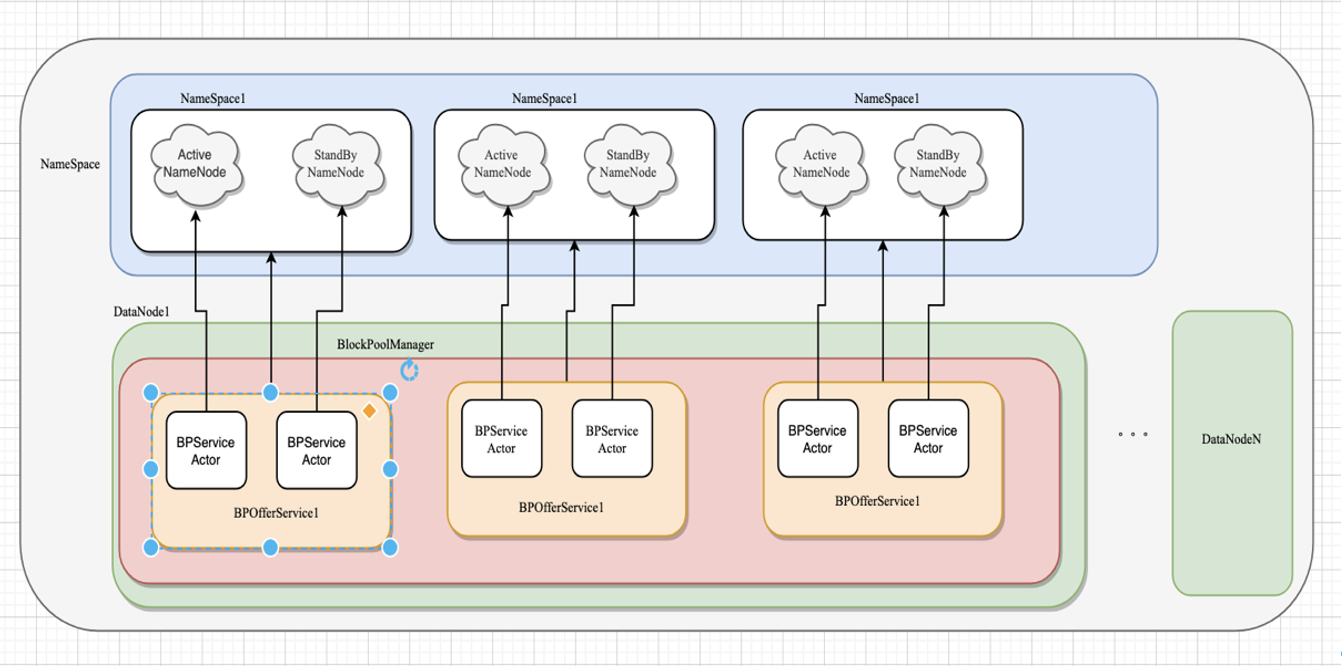 NameSpace1
NameSpace1
NameSpace1
NameSpace
Active
NameNode
StandBy
NameNode
Active
NameNode
StandBy
NameNode
Active
NameNode
StandBy
NameNode
DataNode1
BlockPoolManager
BPService
Actor
BPService
Actor
BPOfferService1
BPService
Actor
BPService
Actor
BPOfferService1
BPService
Actor
BPService
Actor
BPOfferService1
. . .
DataNodeN